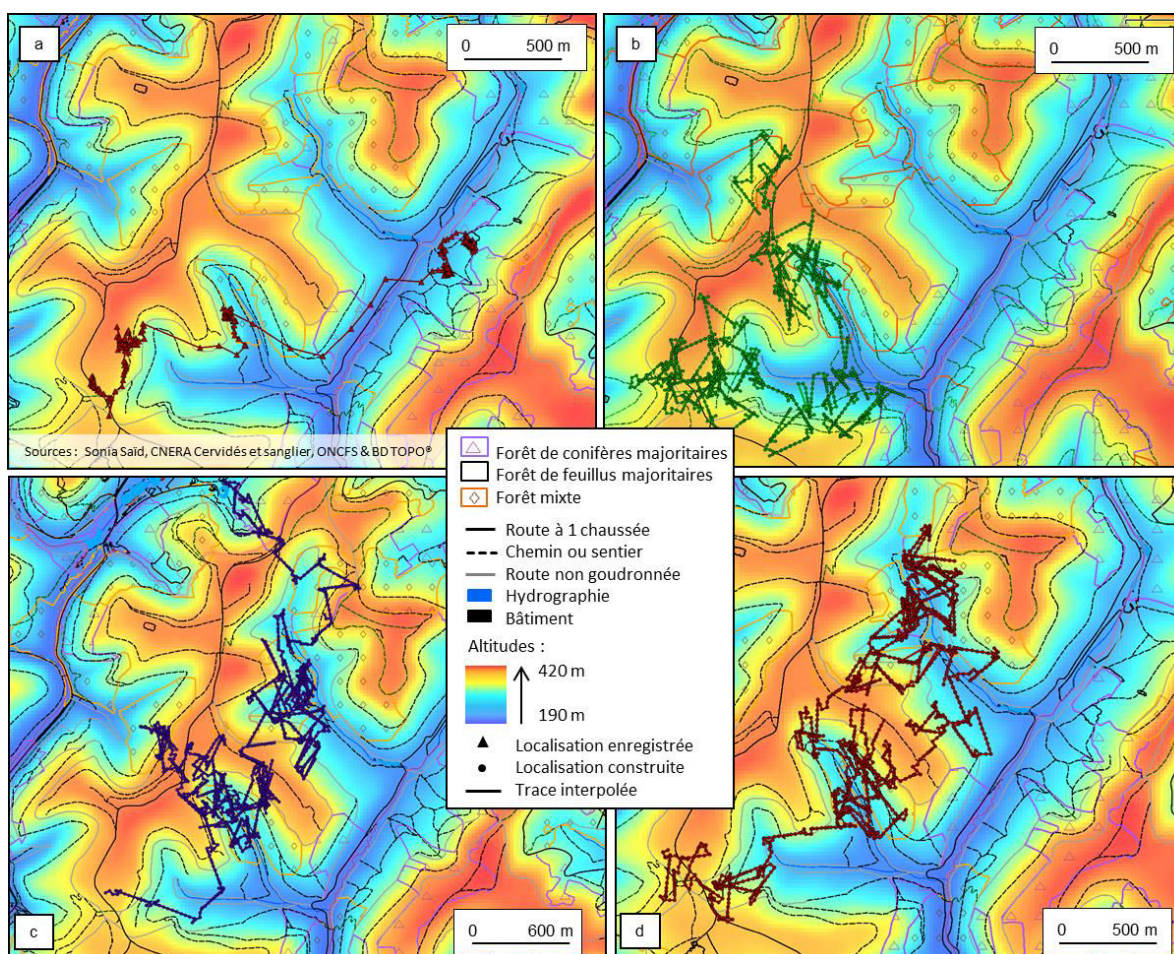 a
0 500 m
b
0 500 m
Sources : Sonia Saïd, CNERA Cervidés et sanglier, ONCFS & BD TOPO®
Forêt de conifères majoritaires
Forêt de feuillus majoritaires
Forêt mixte
Route à 1 chaussée
Chemin ou sentier
Route non goudronnée
Hydrographie
Bâtiment
Altitudes :
420 m
190 m
Localisation enregistrée
Localisation construite
Trace interpolée
c
0 600 m
d
0 500 m